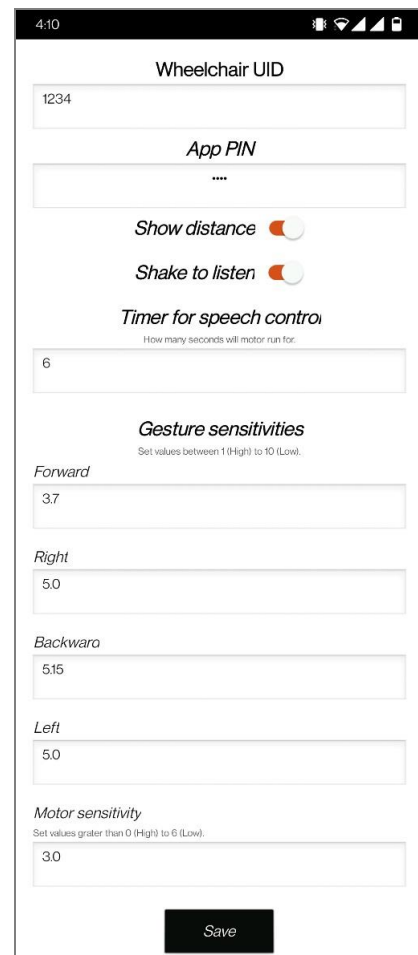 4:10
Wheelchair UID
1234
App PIN
••••
Show distance
Shake to listen
Timer for speech control
How many seconds will motor run for.
6
Gesture sensitivities
Set values between 1 (High) to 10 (Low).
Forward
3.7
Right
5.0
Backward
5.15
Left
5.0
Motor sensitivity
Set values grater than 0 (High) to 6 (Low).
3.0
Save